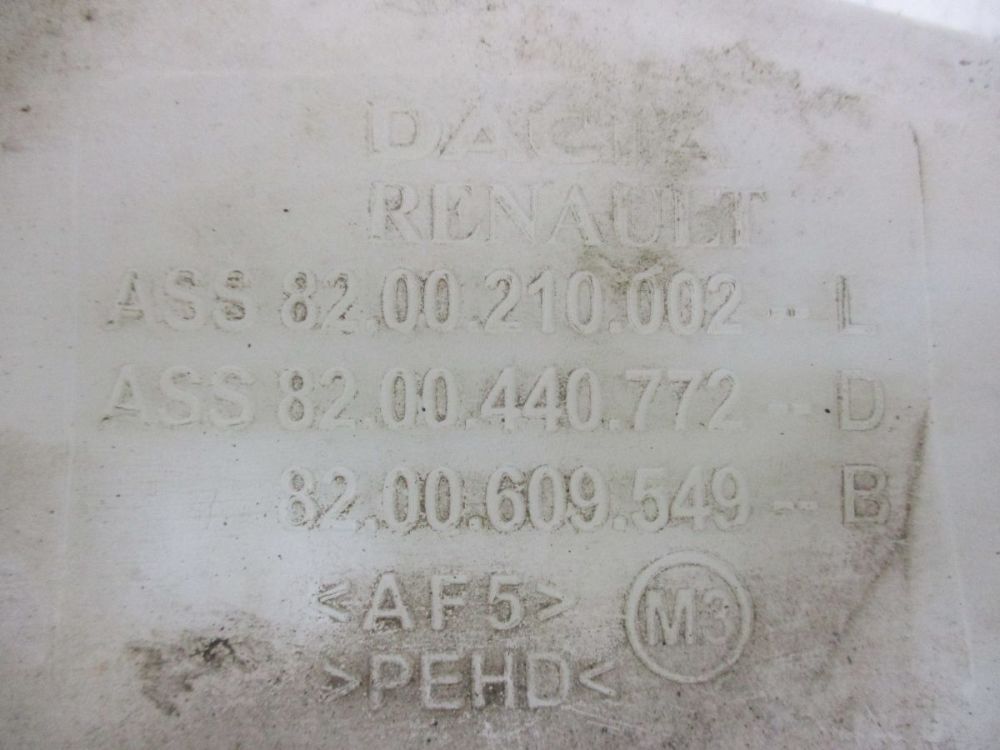 DACIA
RENAULT
ASS 82.00.210.002 -- L
ASS 82.00.440.772 -- D
82.00.609.549 -- B
<AF5> M3
>PEHD<